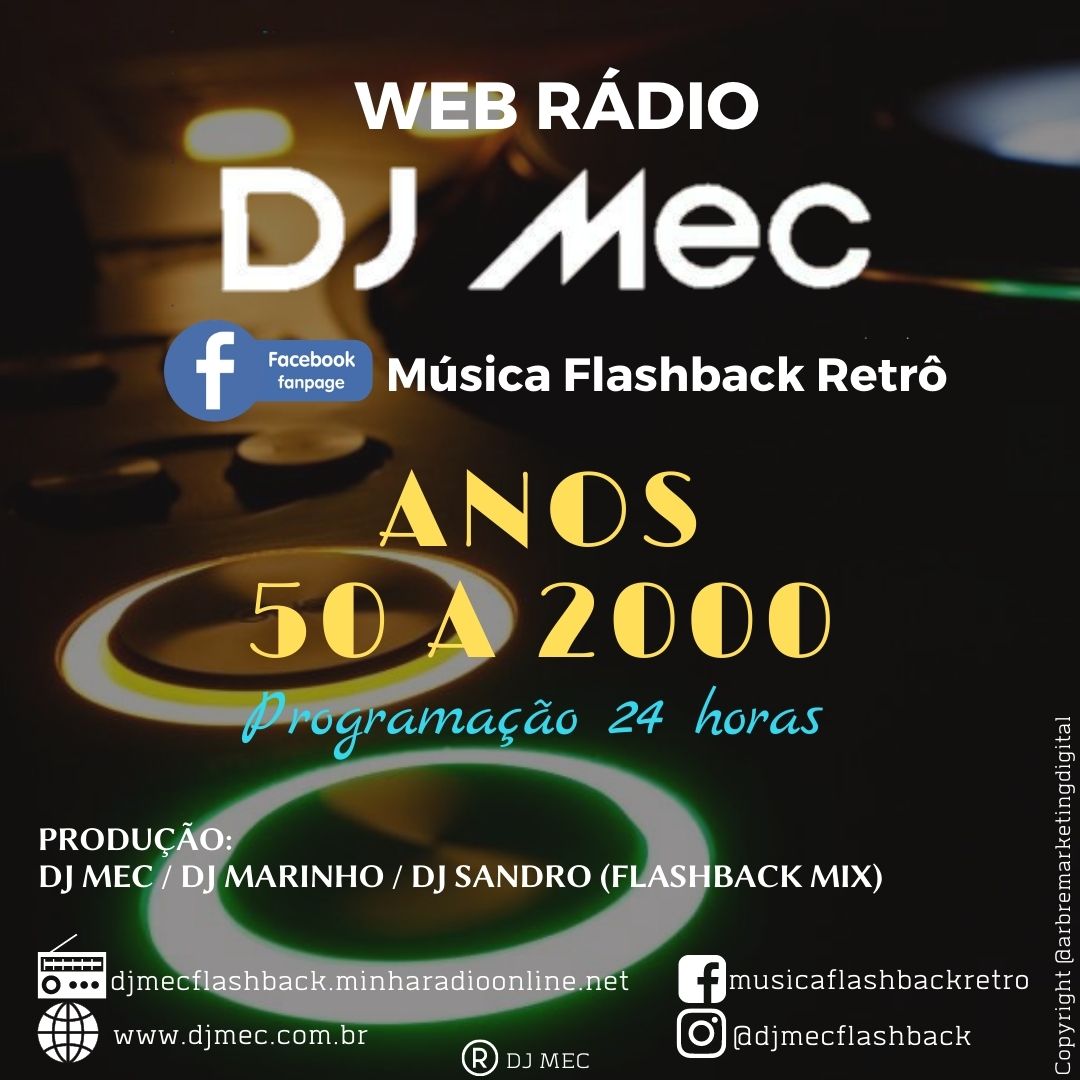 WEB RÁDIO
DJ Mec
f
Facebook
fanpage
Música Flashback Retrô
ANOS
50 A 2000
Programação 24 horas
PRODUÇÃO:
DJ MEC / DJ MARINHO / DJ SANDRO (FLASHBACK MIX)
djmecflashback.minharadioonline.net
www.djmec.com.br
musicaflashbackretro
@djmecflashback
® DJ MEC
Copyright @arbremarketingdigital